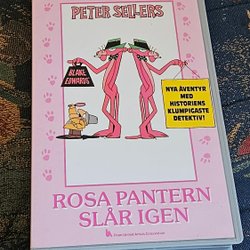 PETER SELLERS
BLAKE
EDWARDS
NYA ÄVENTYR
MED
HISTORIENS
KLUMPIGASTE
DETEKTIV!
ROSA PANTERN
SLÅR IGEN